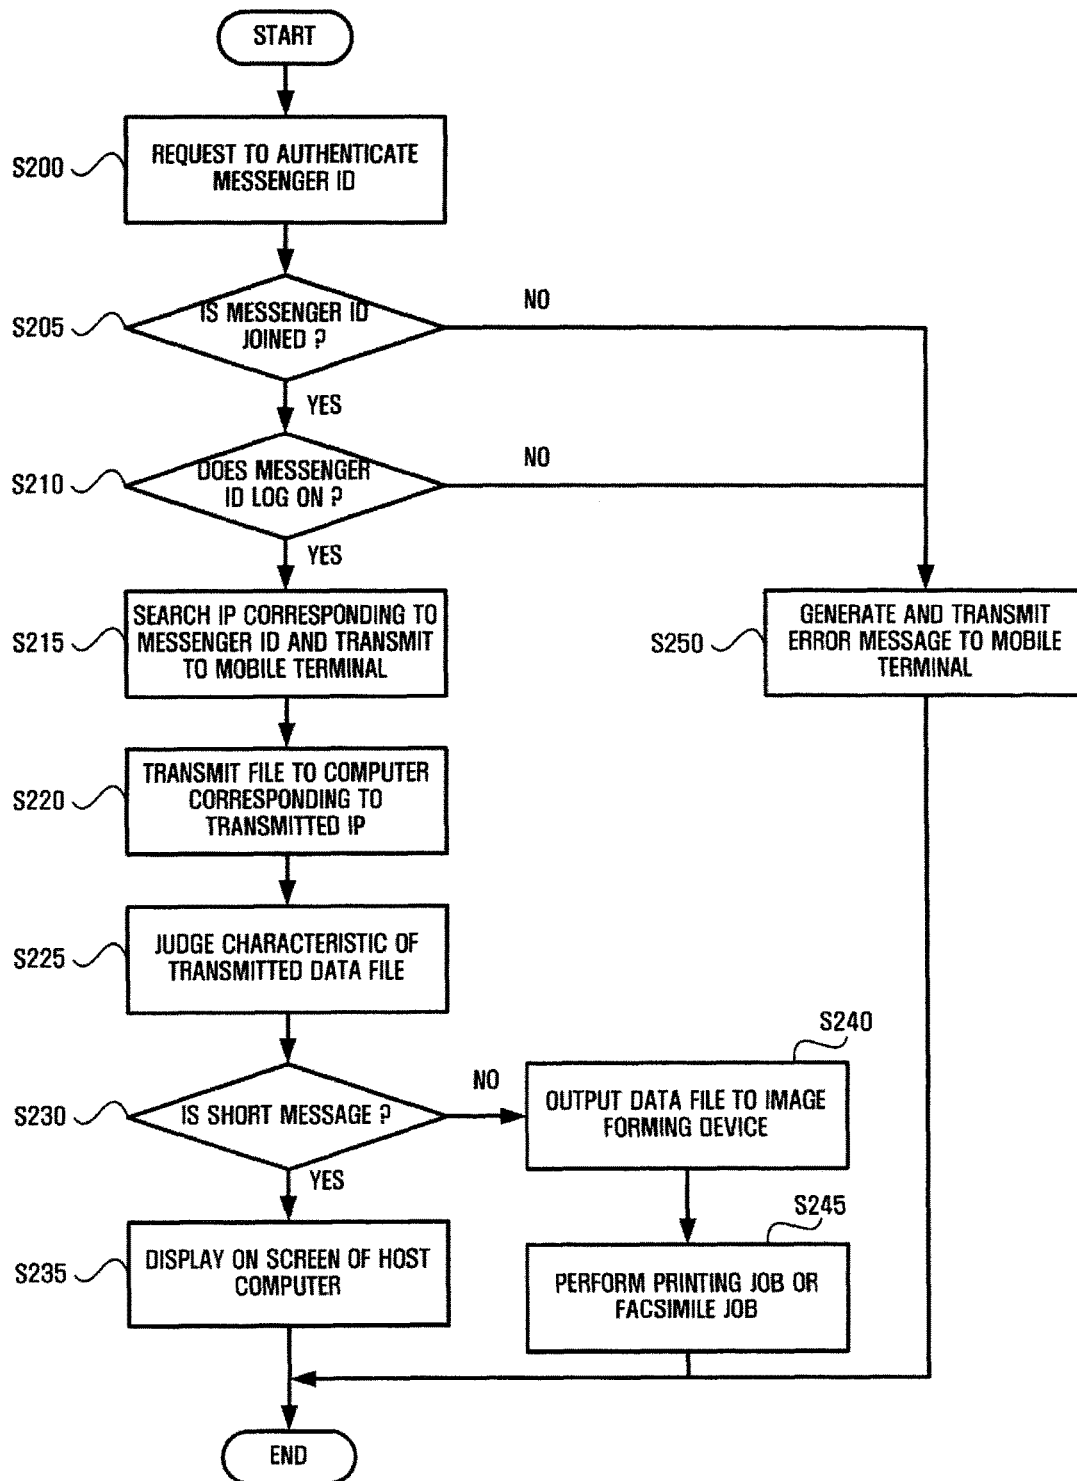 START
S200
REQUEST TO AUTHENTICATE
MESSENGER ID
S205
IS MESSENGER ID
JOINED ?
NO
YES
S210
DOES MESSENGER
ID LOG ON ?
NO
YES
S215
SEARCH IP CORRESPONDING TO
MESSENGER ID AND TRANSMIT
TO MOBILE TERMINAL
S250
GENERATE AND TRANSMIT
ERROR MESSAGE TO MOBILE
TERMINAL
S220
TRANSMIT FILE TO COMPUTER
CORRESPONDING TO
TRANSMITTED IP
S225
JUDGE CHARACTERISTIC OF
TRANSMITTED DATA FILE
S230
IS SHORT MESSAGE ?
NO
YES
S240
OUTPUT DATA FILE TO IMAGE
FORMING DEVICE
S235
DISPLAY ON SCREEN OF HOST
COMPUTER
S245
PERFORM PRINTING JOB OR
FACSIMILE JOB
END